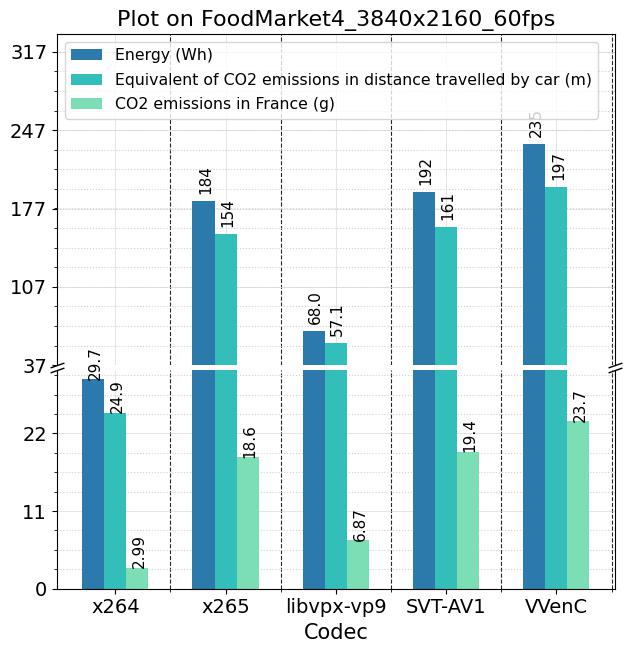 Plot on FoodMarket4_3840x2160_60fps
Energy (Wh)
Equivalent of CO2 emissions in distance travelled by car (m)
CO2 emissions in France (g)
317
247
177
107
37
22
11
0
29.7
24.9
2.99
184
154
18.6
68.0
57.1
6.87
192
161
19.4
235
197
23.7
x264
x265
libvpx-vp9
SVT-AV1
VVenC
Codec